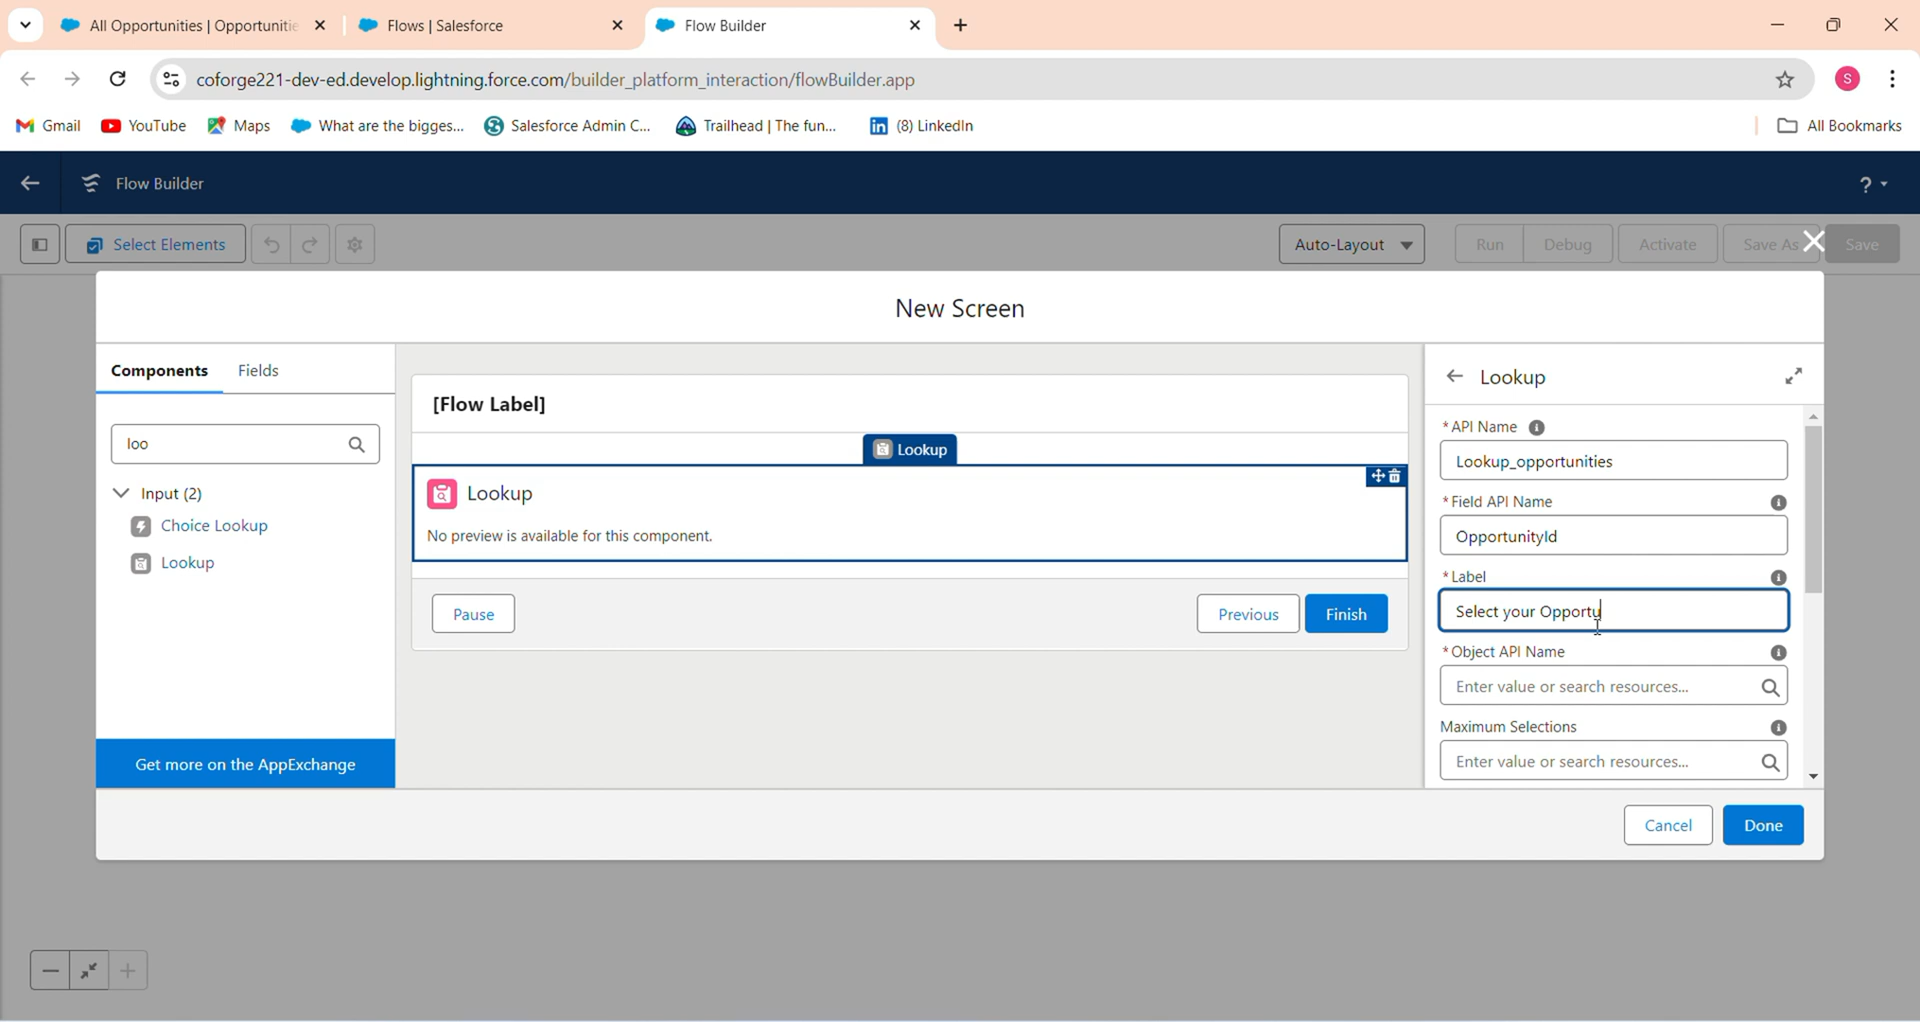 All Opportunities | Opportunitie
Flows | Salesforce
Flow Builder
coforge221-dev-ed.develop.lightning.force.com/builder_platform_interaction/flowBuilder.app
S
Gmail
YouTube
Maps
What are the bigges...
Salesforce Admin C...
Trailhead | The fun...
(8) LinkedIn
All Bookmarks
Flow Builder
?
Select Elements
Auto-Layout
Run
Debug
Activate
Save As
Save
New Screen
Components
Fields
loo
Input (2)
Choice Lookup
Lookup
Get more on the AppExchange
[Flow Label]
Lookup
Lookup
No preview is available for this component.
Pause
Previous
Finish
Lookup
*API Name
Lookup_opportunities
*Field API Name
OpportunityId
*Label
Select your Opportu
*Object API Name
Enter value or search resources...
Maximum Selections
Enter value or search resources...
Cancel
Done